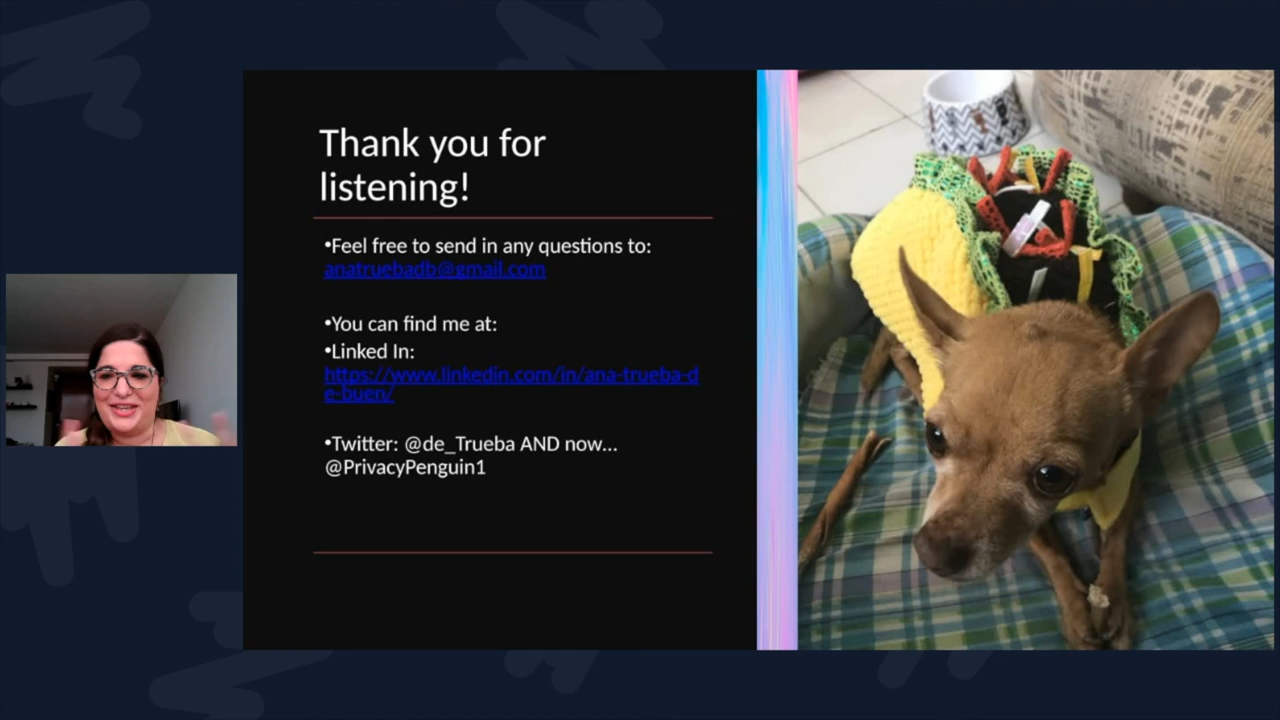 Thank you for
listening!
•Feel free to send in any questions to:
anatruebadb@gmail.com
•You can find me at:
•Linked In:
https://www.linkedin.com/in/ana-trueba-d
e-buen/
•Twitter: @de_Trueba AND now...
@PrivacyPenguin1